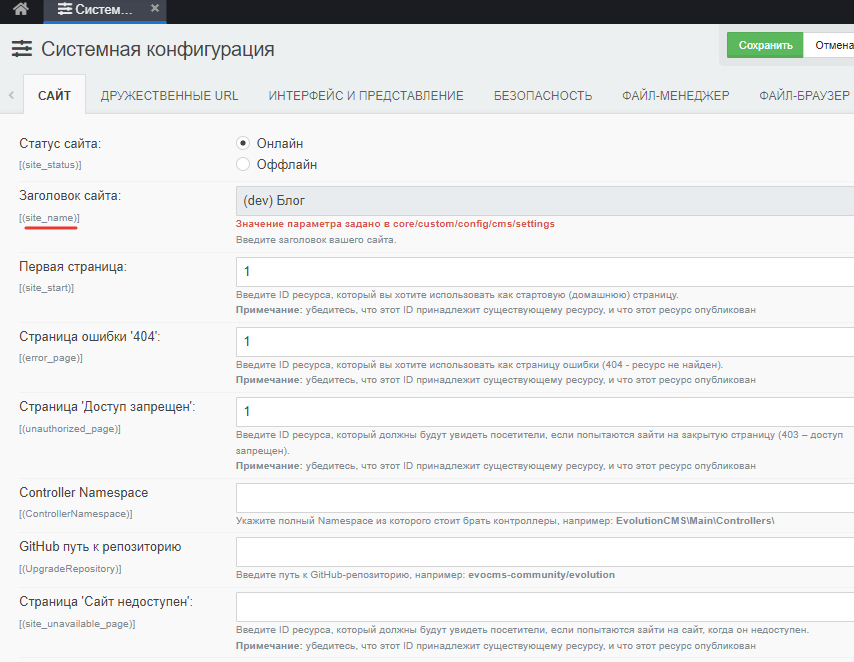 Систем...
Системная конфигурация
Сохранить
Отмена
САЙТ
ДРУЖЕСТВЕННЫЕ URL
ИНТЕРФЕЙС И ПРЕДСТАВЛЕНИЕ
БЕЗОПАСНОСТЬ
ФАЙЛ-МЕНЕДЖЕР
ФАЙЛ-БРАУЗЕР
Статус сайта:
[(site_status)]
Онлайн
Оффлайн
Заголовок сайта:
[(site_name)]
(dev) Блог
Значение параметра задано в core/custom/config/cms/settings
Введите заголовок вашего сайта.
Первая страница:
[(site_start)]
1
Введите ID ресурса, который вы хотите использовать как стартовую (домашнюю) страницу.
Примечание: убедитесь, что этот ID принадлежит существующему ресурсу, и что этот ресурс опубликован
Страница ошибки '404':
[(error_page)]
1
Введите ID ресурса, который вы хотите использовать как страницу ошибки (404 - ресурс не найден).
Примечание: убедитесь, что этот ID принадлежит существующему ресурсу, и что этот ресурс опубликован
Страница 'Доступ запрещен':
[(unauthorized_page)]
1
Введите ID ресурса, который должны будут увидеть посетители, если попытаются зайти на закрытую страницу (403 – доступ
запрещен).
Примечание: убедитесь, что этот ID принадлежит существующему ресурсу, и что этот ресурс опубликован
Controller Namespace
[(ControllerNamespace)]
Укажите полный Namespace из которого стоит брать контроллеры, например: EvolutionCMS\Main\Controllers\
GitHub путь к репозиторию
[(UpgradeRepository)]
Введите путь к GitHub-репозиторию, например: evocms-community/evolution
Страница 'Сайт недоступен':
[(site_unavailable_page)]
Введите ID ресурса, который должны будут увидеть посетители, если попытаются зайти на сайт, когда он недоступен.
Примечание: убедитесь, что этот ID принадлежит существующему ресурсу, и что этот ресурс опубликован